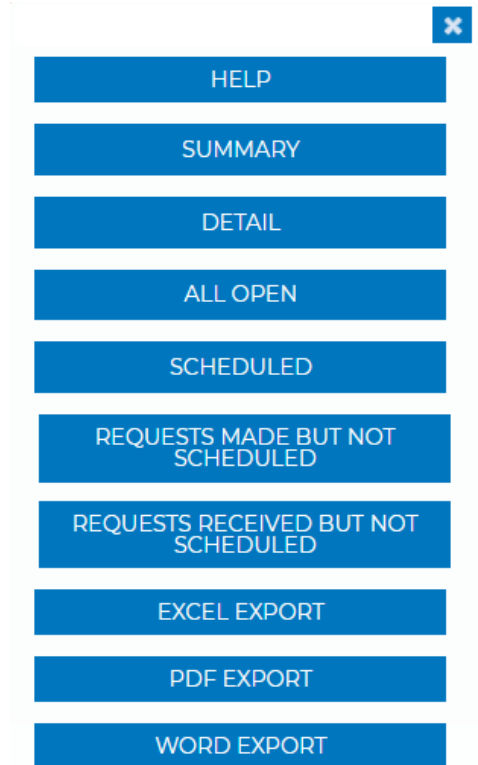 HELP
SUMMARY
DETAIL
ALL OPEN
SCHEDULED
REQUESTS MADE BUT NOT
SCHEDULED
REQUESTS RECEIVED BUT NOT
SCHEDULED
EXCEL EXPORT
PDF EXPORT
WORD EXPORT